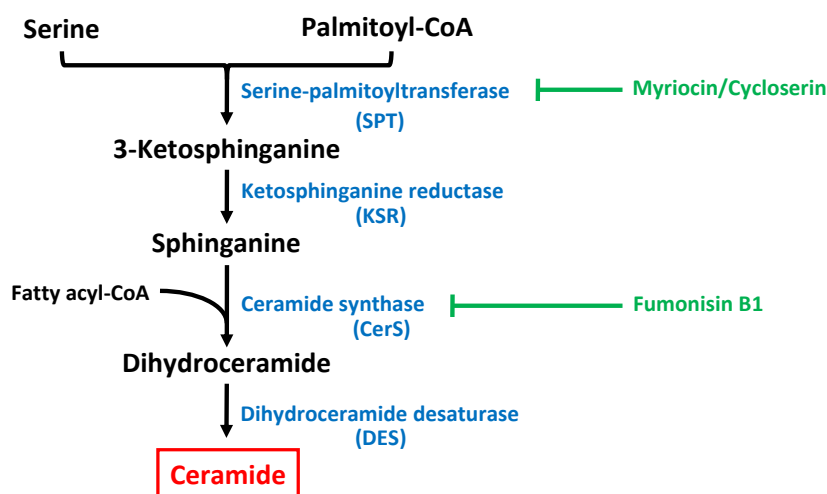 Serine
Palmitoyl-CoA
Serine-palmitoyltransferase
(SPT)
Myriocin/Cycloserin
3-Ketosphinganine
Ketosphinganine reductase
(KSR)
Sphinganine
Fatty acyl-CoA
Ceramide synthase
(CerS)
Fumonisin B1
Dihydroceramide
Dihydroceramide desaturase
(DES)
Ceramide